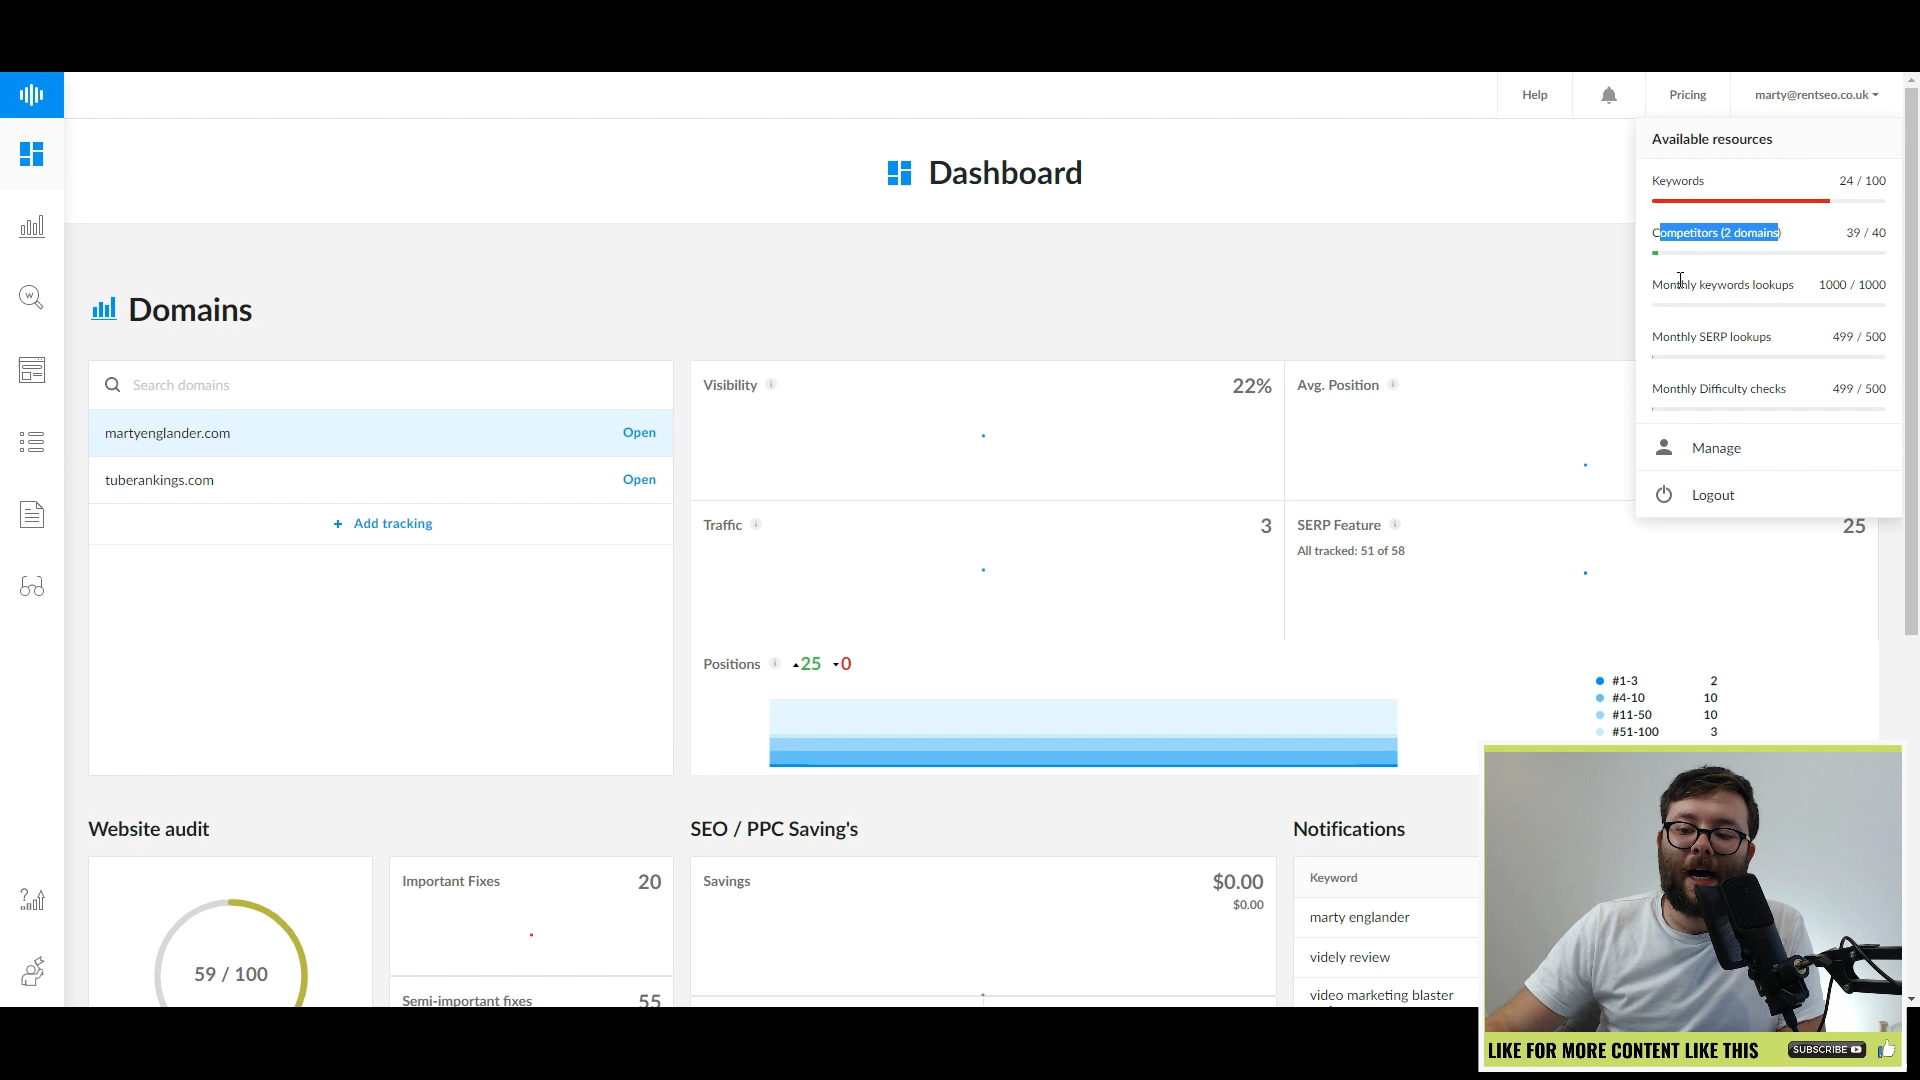 Help
Pricing
marty@rentseo.co.uk
Dashboard
Available resources
Keywords 24 / 100
Competitors (2 domains) 39 / 40
Monthly keywords lookups 1000 / 1000
Monthly SERP lookups 499 / 500
Monthly Difficulty checks 499 / 500
Manage
Logout
Domains
Search domains
martyenglander.com Open
tuberankings.com Open
+ Add tracking
Visibility 22%
Avg. Position
Traffic 3
SERP Feature 25
All tracked: 51 of 58
Positions 25 0
#1-3 2
#4-10 10
#11-50 10
#51-100 3
Website audit
59 / 100
Important Fixes 20
Semi-important fixes 55
SEO / PPC Saving's
Savings $0.00
$0.00
Notifications
Keyword
marty englander
videly review
video marketing blaster
LIKE FOR MORE CONTENT LIKE THIS SUBSCRIBE